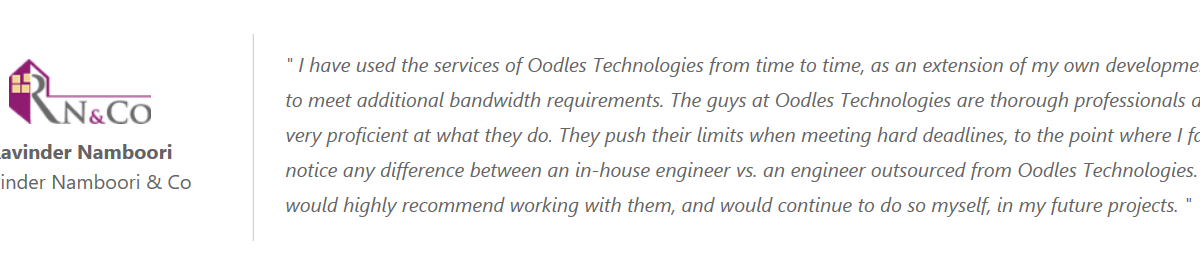 RN&CO
avinder Namboori
inder Namboori & Co
" I have used the services of Oodles Technologies from time to time, as an extension of my own developme
to meet additional bandwidth requirements. The guys at Oodles Technologies are thorough professionals a
very proficient at what they do. They push their limits when meeting hard deadlines, to the point where I fa
notice any difference between an in-house engineer vs. an engineer outsourced from Oodles Technologies.
would highly recommend working with them, and would continue to do so myself, in my future projects. "